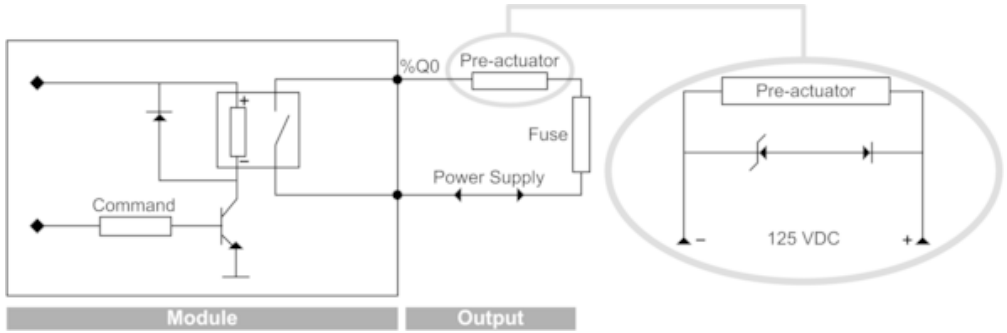 %Q0
Pre-actuator
+
Fuse
−
Power Supply
Command
Pre-actuator
− 125 VDC +
Module
Output